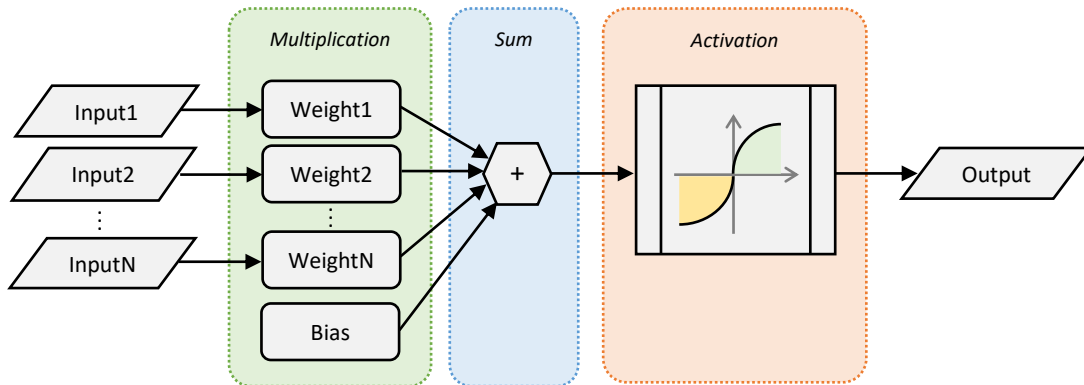 Multiplication
Sum
Activation
Input1
Weight1
Input2
Weight2
+
Output
⋮
⋮
InputN
WeightN
Bias